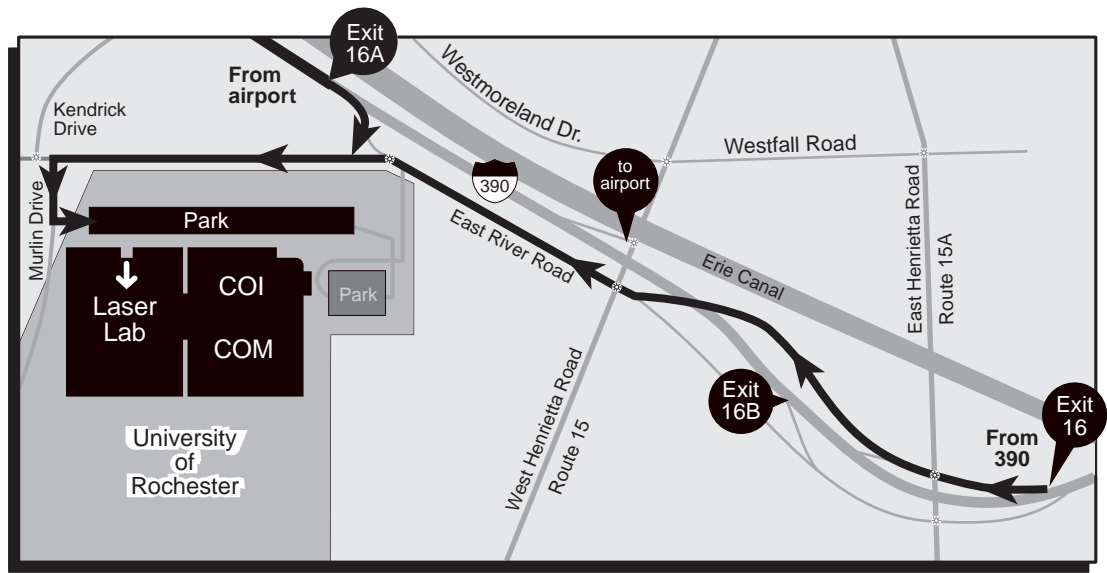 Exit
16A
From
airport
Westmoreland Dr.
Kendrick
Drive
Westfall Road
to
airport
390
Murlin Drive
Park
East River Road
Erie Canal
East Henrietta Road
Route 15A
Laser
Lab
COI
COM
Park
West Henrietta Road
Route 15
Exit
16B
Exit
16
From
390
University
of
Rochester